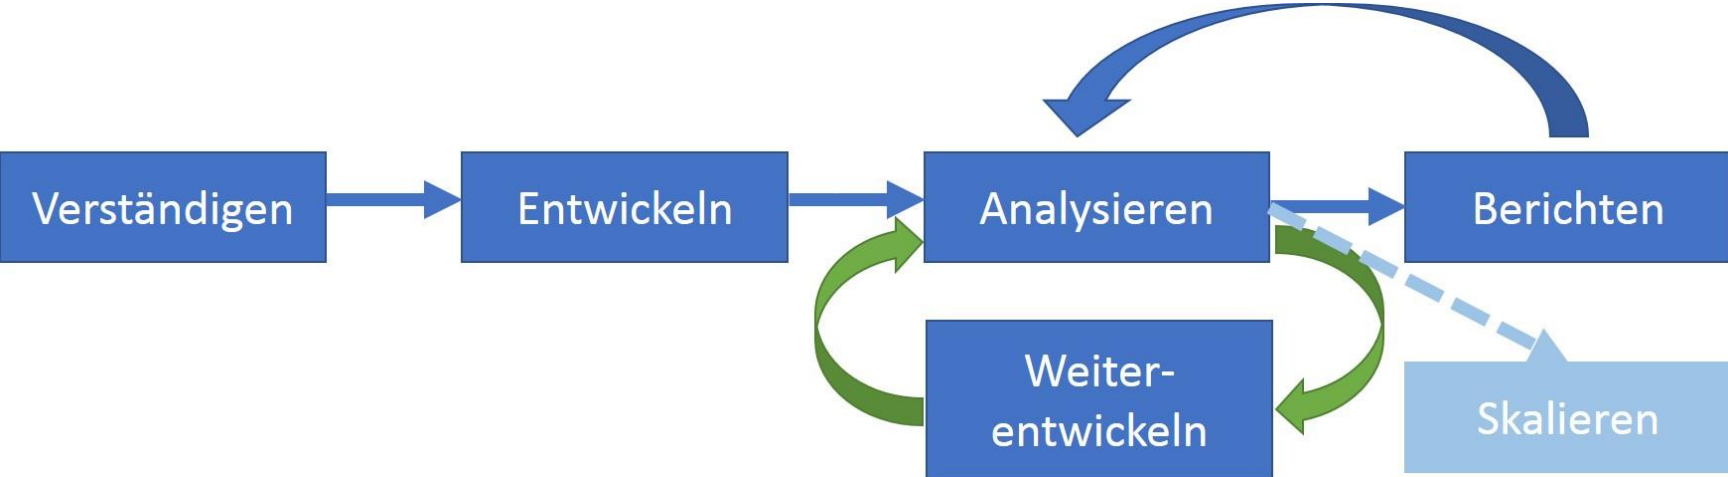 Verständigen
Entwickeln
Analysieren
Berichten
Weiter-
entwickeln
Skalieren